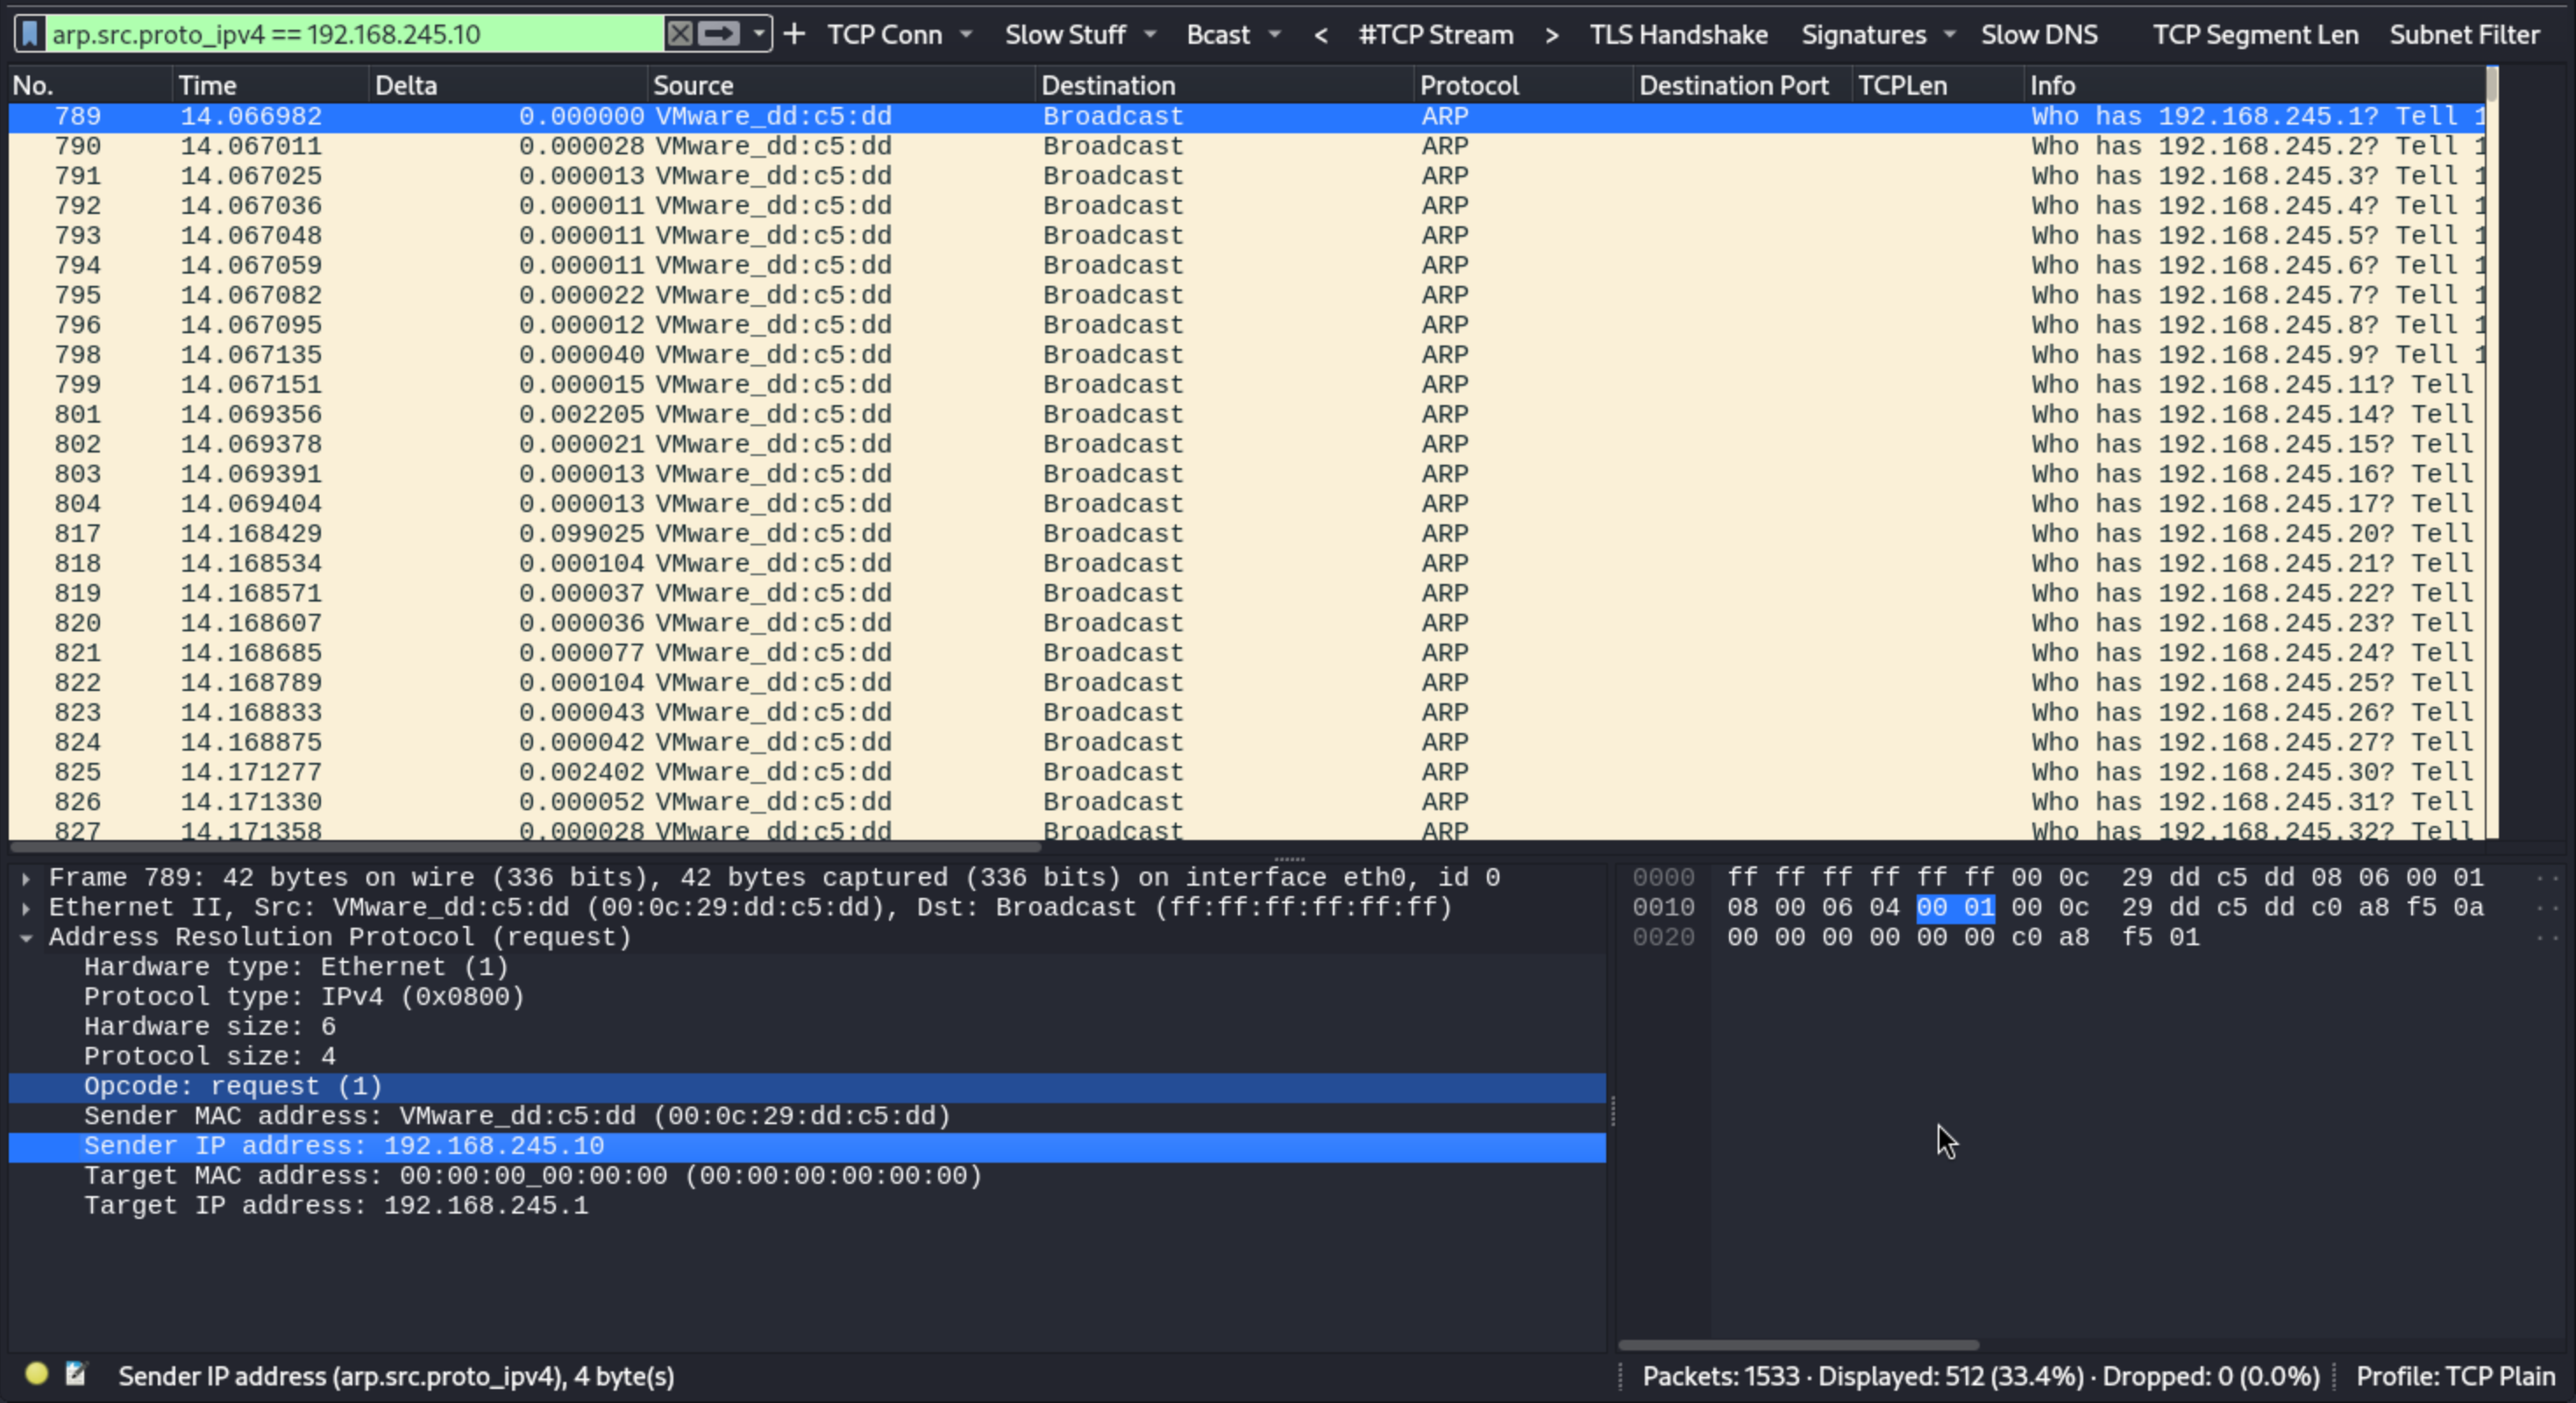 arp.src.proto_ipv4 == 192.168.245.10 + TCP Conn Slow Stuff Bcast < #TCP Stream > TLS Handshake Signatures Slow DNS TCP Segment Len Subnet Filter
No. Time Delta Source Destination Protocol Destination Port TCPLen Info
789 14.066982 0.000000 VMware_dd:c5:dd Broadcast ARP Who has 192.168.245.1? Tell 1
790 14.067011 0.000028 VMware_dd:c5:dd Broadcast ARP Who has 192.168.245.2? Tell 1
791 14.067025 0.000013 VMware_dd:c5:dd Broadcast ARP Who has 192.168.245.3? Tell 1
792 14.067036 0.000011 VMware_dd:c5:dd Broadcast ARP Who has 192.168.245.4? Tell 1
793 14.067048 0.000011 VMware_dd:c5:dd Broadcast ARP Who has 192.168.245.5? Tell 1
794 14.067059 0.000011 VMware_dd:c5:dd Broadcast ARP Who has 192.168.245.6? Tell 1
795 14.067082 0.000022 VMware_dd:c5:dd Broadcast ARP Who has 192.168.245.7? Tell 1
796 14.067095 0.000012 VMware_dd:c5:dd Broadcast ARP Who has 192.168.245.8? Tell 1
798 14.067135 0.000040 VMware_dd:c5:dd Broadcast ARP Who has 192.168.245.9? Tell 1
799 14.067151 0.000015 VMware_dd:c5:dd Broadcast ARP Who has 192.168.245.11? Tell
801 14.069356 0.002205 VMware_dd:c5:dd Broadcast ARP Who has 192.168.245.14? Tell
802 14.069378 0.000021 VMware_dd:c5:dd Broadcast ARP Who has 192.168.245.15? Tell
803 14.069391 0.000013 VMware_dd:c5:dd Broadcast ARP Who has 192.168.245.16? Tell
804 14.069404 0.000013 VMware_dd:c5:dd Broadcast ARP Who has 192.168.245.17? Tell
817 14.168429 0.099025 VMware_dd:c5:dd Broadcast ARP Who has 192.168.245.20? Tell
818 14.168534 0.000104 VMware_dd:c5:dd Broadcast ARP Who has 192.168.245.21? Tell
819 14.168571 0.000037 VMware_dd:c5:dd Broadcast ARP Who has 192.168.245.22? Tell
820 14.168607 0.000036 VMware_dd:c5:dd Broadcast ARP Who has 192.168.245.23? Tell
821 14.168685 0.000077 VMware_dd:c5:dd Broadcast ARP Who has 192.168.245.24? Tell
822 14.168789 0.000104 VMware_dd:c5:dd Broadcast ARP Who has 192.168.245.25? Tell
823 14.168833 0.000043 VMware_dd:c5:dd Broadcast ARP Who has 192.168.245.26? Tell
824 14.168875 0.000042 VMware_dd:c5:dd Broadcast ARP Who has 192.168.245.27? Tell
825 14.171277 0.002402 VMware_dd:c5:dd Broadcast ARP Who has 192.168.245.30? Tell
826 14.171330 0.000052 VMware_dd:c5:dd Broadcast ARP Who has 192.168.245.31? Tell
827 14.171358 0.000028 VMware_dd:c5:dd Broadcast ARP Who has 192.168.245.32? Tell
Frame 789: 42 bytes on wire (336 bits), 42 bytes captured (336 bits) on interface eth0, id 0
Ethernet II, Src: VMware_dd:c5:dd (00:0c:29:dd:c5:dd), Dst: Broadcast (ff:ff:ff:ff:ff:ff)
Address Resolution Protocol (request)
Hardware type: Ethernet (1)
Protocol type: IPv4 (0x0800)
Hardware size: 6
Protocol size: 4
Opcode: request (1)
Sender MAC address: VMware_dd:c5:dd (00:0c:29:dd:c5:dd)
Sender IP address: 192.168.245.10
Target MAC address: 00:00:00_00:00:00 (00:00:00:00:00:00)
Target IP address: 192.168.245.1
0000 ff ff ff ff ff ff 00 0c 29 dd c5 dd 08 06 00 01 ··
0010 08 00 06 04 00 01 00 0c 29 dd c5 dd c0 a8 f5 0a ··
0020 00 00 00 00 00 00 c0 a8 f5 01 ··
Sender IP address (arp.src.proto_ipv4), 4 byte(s) Packets: 1533 · Displayed: 512 (33.4%) · Dropped: 0 (0.0%) Profile: TCP Plain